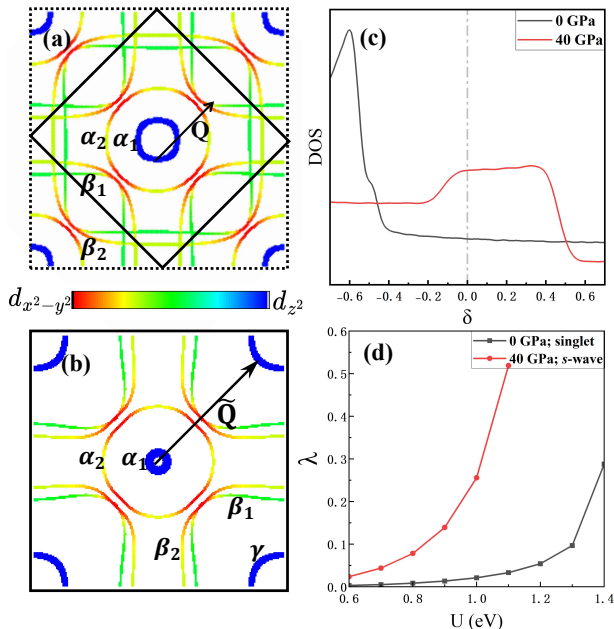 (a)
α₂ α₁ Q
β₁
β₂
d_{x²−y²} d_{z²}
(b)
Q̃
α₂ α₁
β₁
β₂
γ
(c)
0 GPa
40 GPa
DOS
-0.6 -0.4 -0.2 0.0 0.2 0.4 0.6
δ
(d)
0 GPa; singlet
40 GPa; s-wave
λ
0.6
0.5
0.4
0.3
0.2
0.1
0.0
0.6 0.8 1.0 1.2 1.4
U (eV)